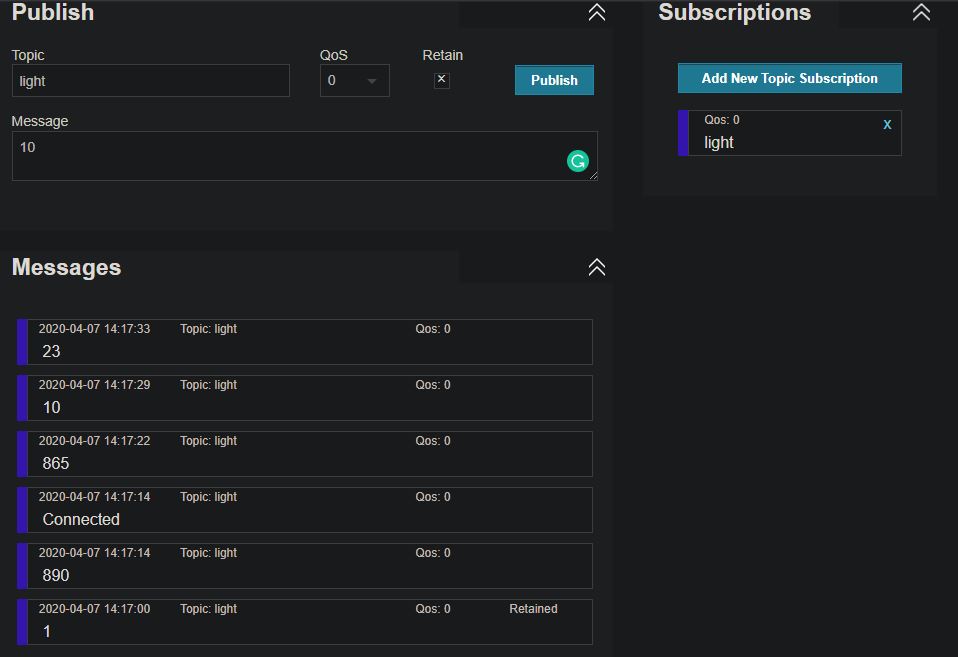 Publish
Topic QoS Retain
light 0 × Publish
Message
10
Subscriptions
Add New Topic Subscription
Qos: 0 x
light
Messages
2020-04-07 14:17:33 Topic: light Qos: 0
23
2020-04-07 14:17:29 Topic: light Qos: 0
10
2020-04-07 14:17:22 Topic: light Qos: 0
865
2020-04-07 14:17:14 Topic: light Qos: 0
Connected
2020-04-07 14:17:14 Topic: light Qos: 0
890
2020-04-07 14:17:00 Topic: light Qos: 0 Retained
1